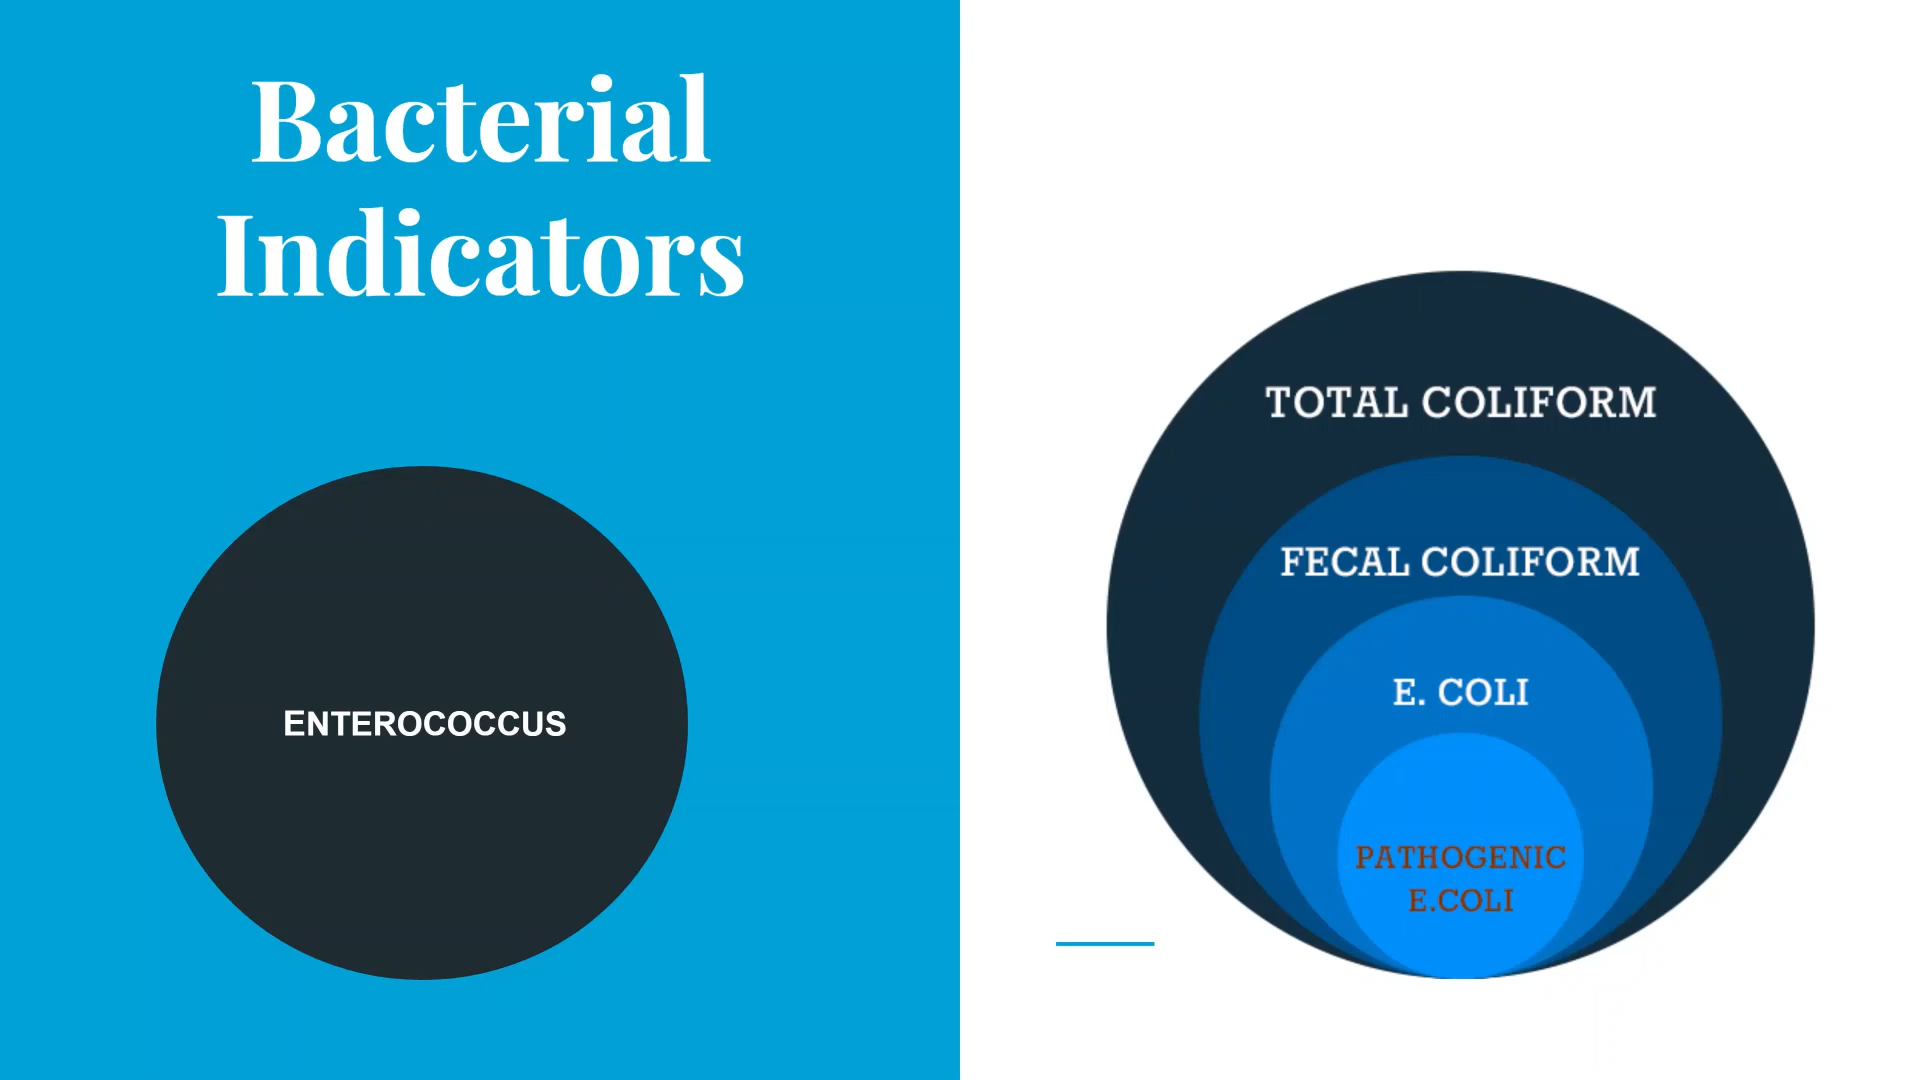 Bacterial
Indicators
ENTEROCOCCUS
TOTAL COLIFORM
FECAL COLIFORM
E. COLI
PATHOGENIC
E.COLI